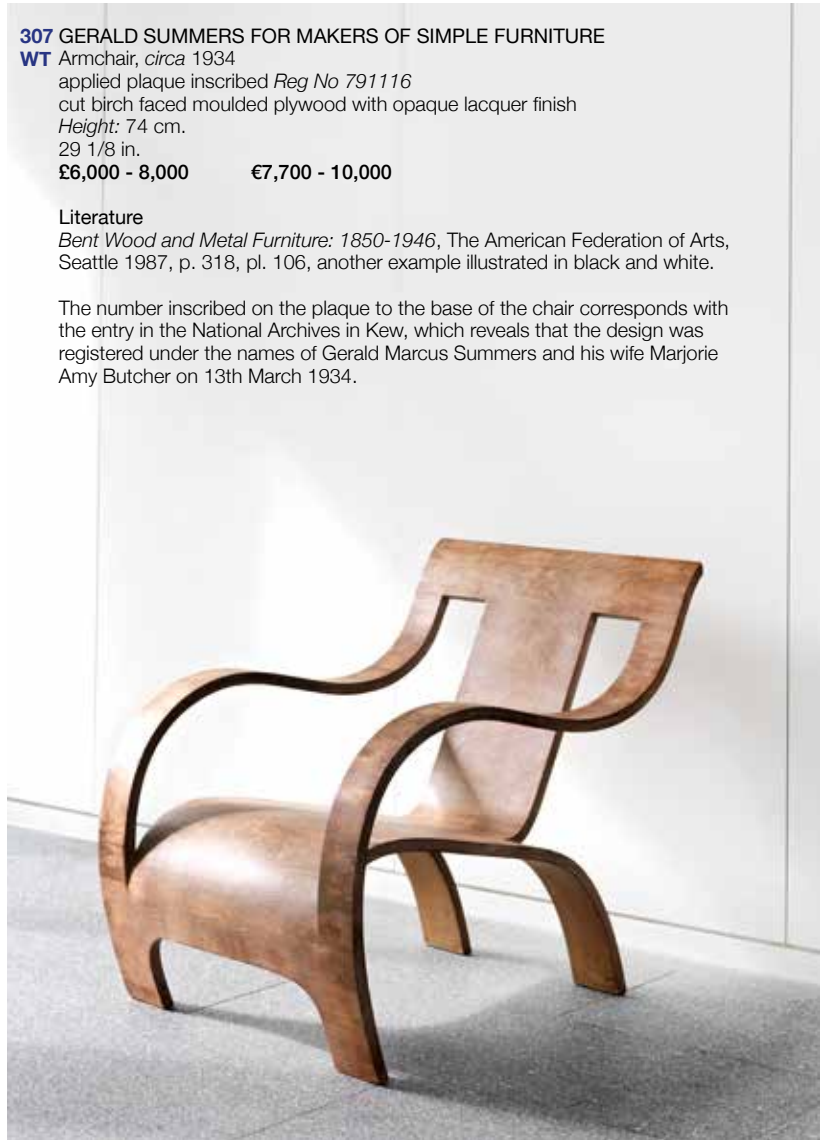 307 GERALD SUMMERS FOR MAKERS OF SIMPLE FURNITURE
WT Armchair, circa 1934
applied plaque inscribed Reg No 791116
cut birch faced moulded plywood with opaque lacquer finish
Height: 74 cm.
29 1/8 in.
£6,000 - 8,000 €7,700 - 10,000
Literature
Bent Wood and Metal Furniture: 1850-1946, The American Federation of Arts,
Seattle 1987, p. 318, pl. 106, another example illustrated in black and white.
The number inscribed on the plaque to the base of the chair corresponds with
the entry in the National Archives in Kew, which reveals that the design was
registered under the names of Gerald Marcus Summers and his wife Marjorie
Amy Butcher on 13th March 1934.